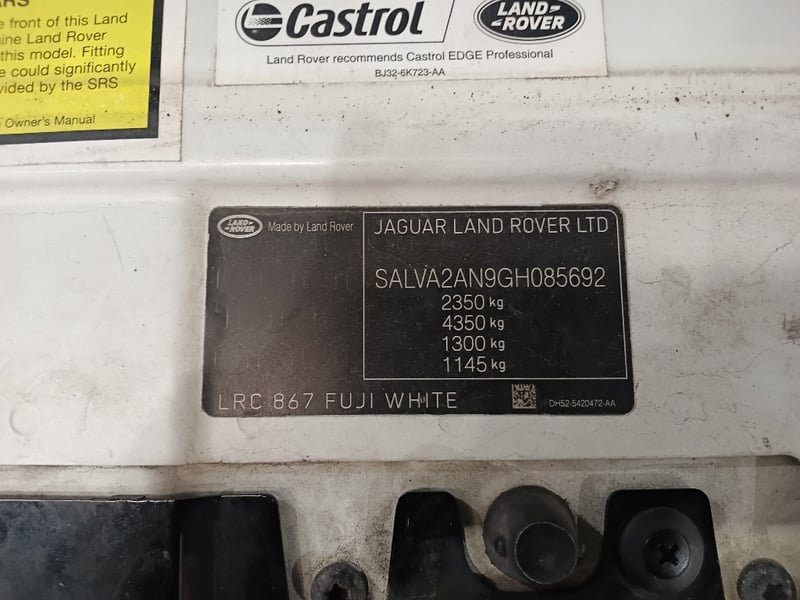 Castrol
LAND-
ROVER
Land Rover recommends Castrol EDGE Professional
BJ32-6K723-AA
front of this Land
Land Rover
this model. Fitting
could significantly
by the SRS
Owner's Manual
LAND-
ROVER
Made by Land Rover
JAGUAR LAND ROVER LTD
SALVA2AN9GH085692
2350 kg
4350 kg
1300 kg
1145 kg
LRC 867 FUJI WHITE
DH52-5420472-AA